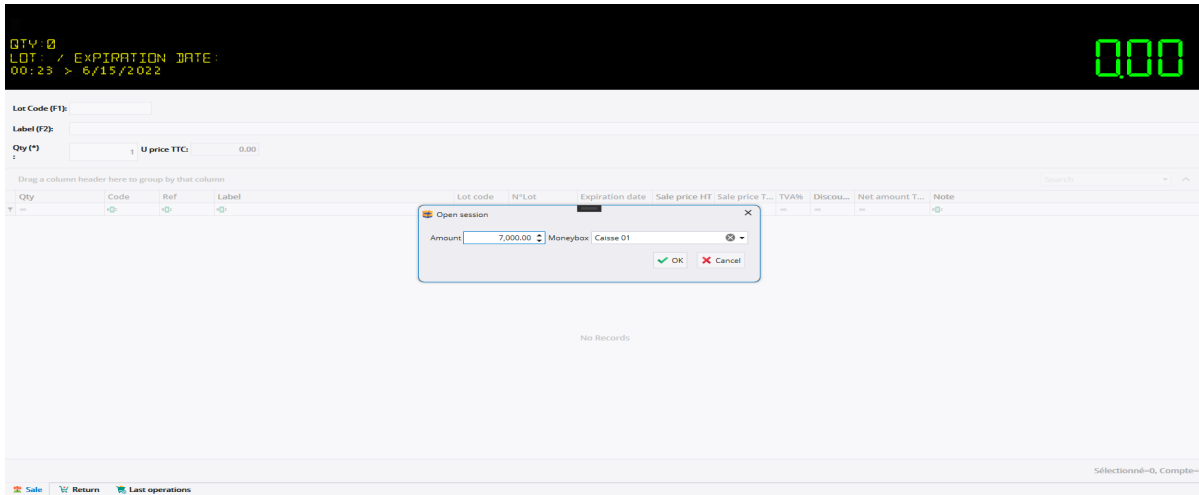 QTY:0
0.00
LOT: / EXPIRATION DATE:
00:23 > 6/15/2022
Lot Code (F1):
Label (F2):
Qty (*) : 1 U price TTC: 0.00
Drag a column header here to group by that column Search
Qty Code Ref Label Lot code N°Lot Expiration date Sale price HT Sale price T... TVA% Discou... Net amount T... Note
Open session
Amount 7,000.00 Moneybox Caisse 01
OK Cancel
No Records
Sélectionné=0, Compte=
Sale Return Last operations